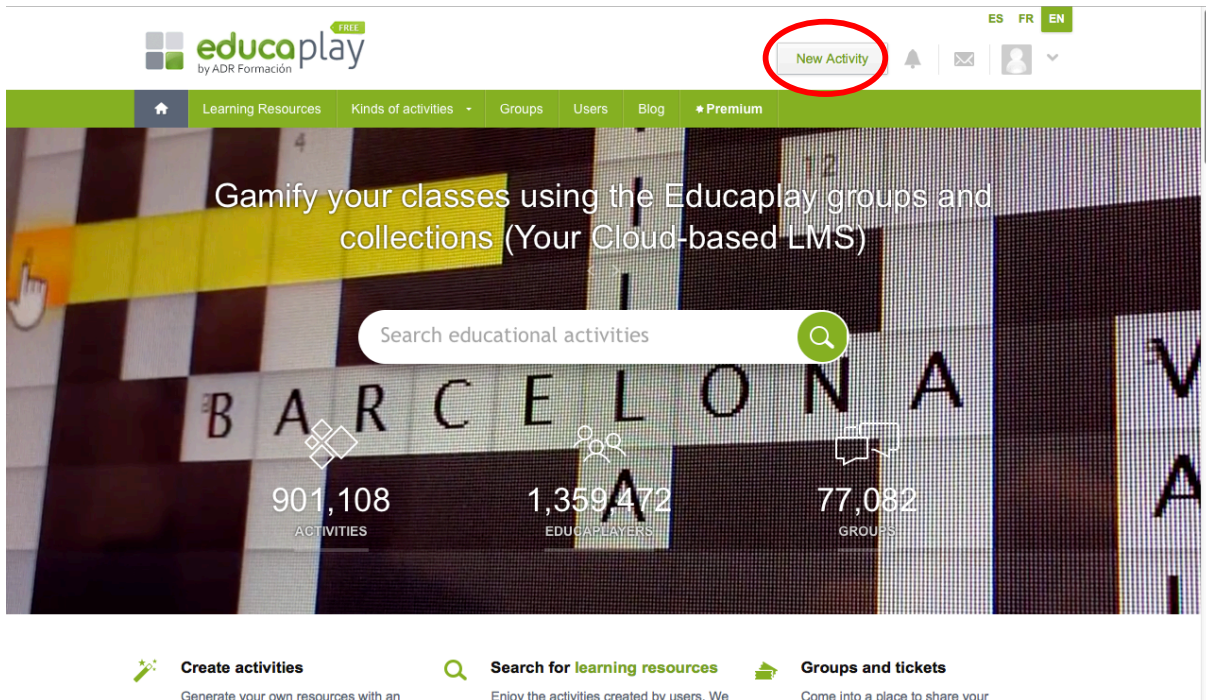 ES FR EN
FREE
educaplay
by ADR Formación
New Activity
Learning Resources Kinds of activities Groups Users Blog Premium
4
12
Gamify your classes using the Educaplay groups and
collections (Your Cloud-based LMS)
Search educational activities
BARCELONA
V
A
A
901,108
1,359,472
77,082
ACTIVITIES
EDUCAPLAYERS
GROUPS
Create activities
Search for learning resources
Groups and tickets
Generate your own resources with an
Enjoy the activities created by users. We
Come into a place to share your